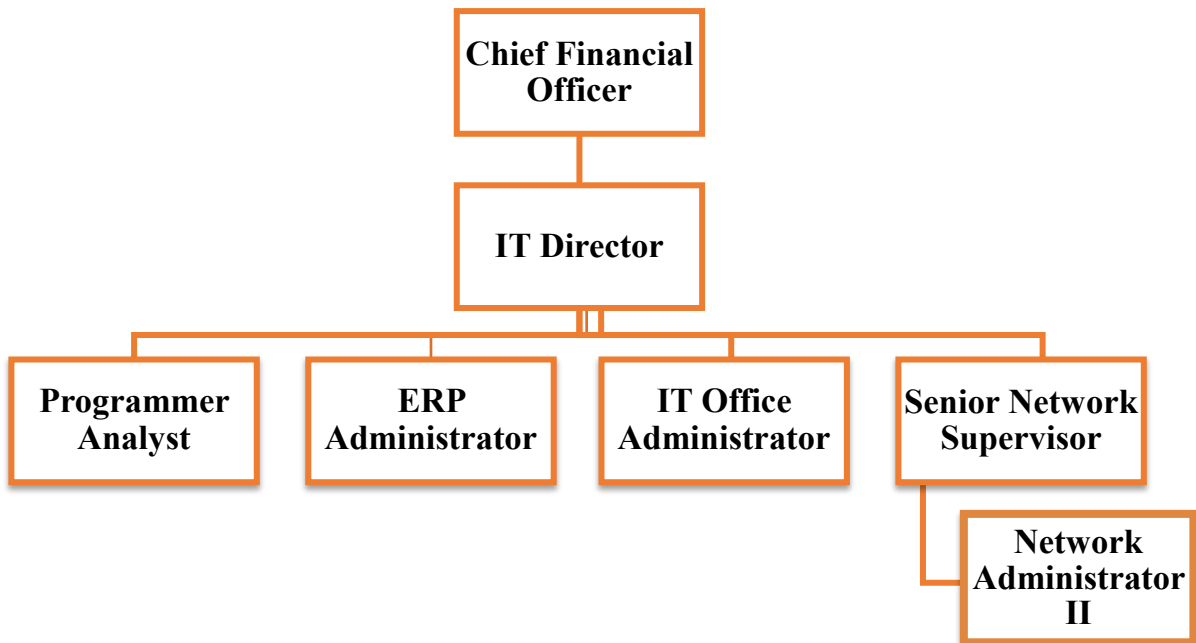 Chief Financial
Officer
IT Director
Programmer
Analyst
ERP
Administrator
IT Office
Administrator
Senior Network
Supervisor
Network
Administrator
II